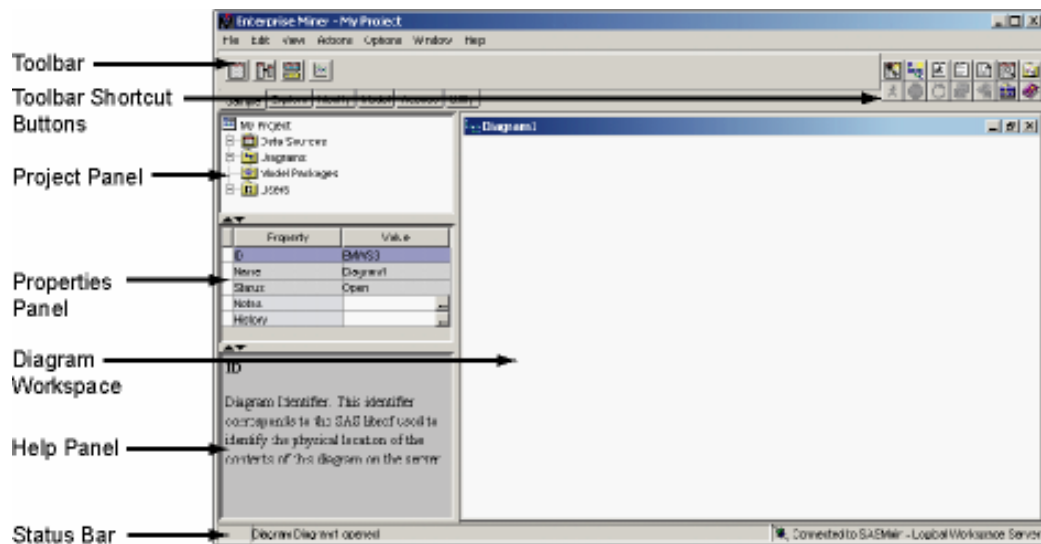 Enterprise Miner - My Project
File Edit View Actions Options Window Help
Toolbar
Toolbar Shortcut
Buttons
Sample Explore Modify Model Assess Utility
My Project
Data Sources
Diagrams
Model Packages
Users
Diagram1
Project Panel
Property Value
ID EMWS3
Name Diagram1
Status Open
Notes
History
Properties
Panel
Diagram
Workspace
ID
Diagram Identifier. This identifier
corresponds to the SAS libref used to
identify the physical location of the
contents of this diagram on the server
Help Panel
Status Bar
Diagram Diagram1 opened
Connected to SASMain - Logical Workspace Server